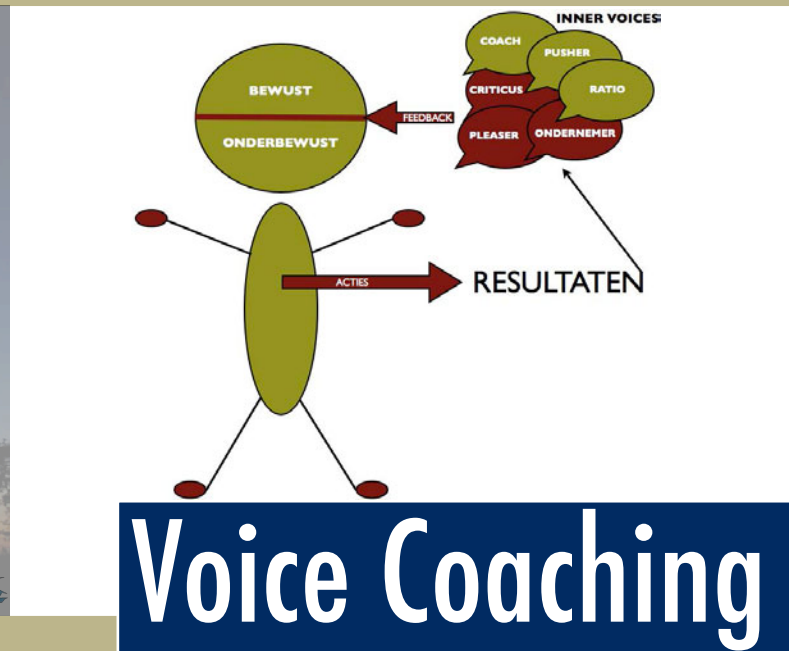 INNER VOICES
COACH
PUSHER
CRITICUS
RATIO
PLEASER
ONDERNEMER
BEWUST
ONDERBEWUST
FEEDBACK
ACTIES
RESULTATEN
Voice Coaching